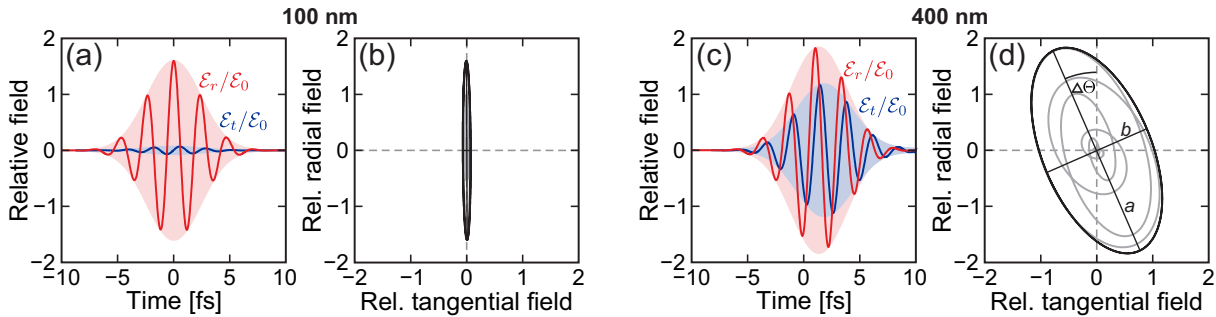 100 nm
400 nm
(a)
ℰr/ℰ0
ℰt/ℰ0
Relative field
2
1
0
−1
−2
−10 −5 0 5 10
Time [fs]
(b)
Rel. radial field
2
1
0
−1
−2
−2 −1 0 1 2
Rel. tangential field
(c)
ℰr/ℰ0
ℰt/ℰ0
Relative field
2
1
0
−1
−2
−10 −5 0 5 10
Time [fs]
(d)
ΔΘ
b
a
Rel. radial field
2
1
0
−1
−2
−2 −1 0 1 2
Rel. tangential field